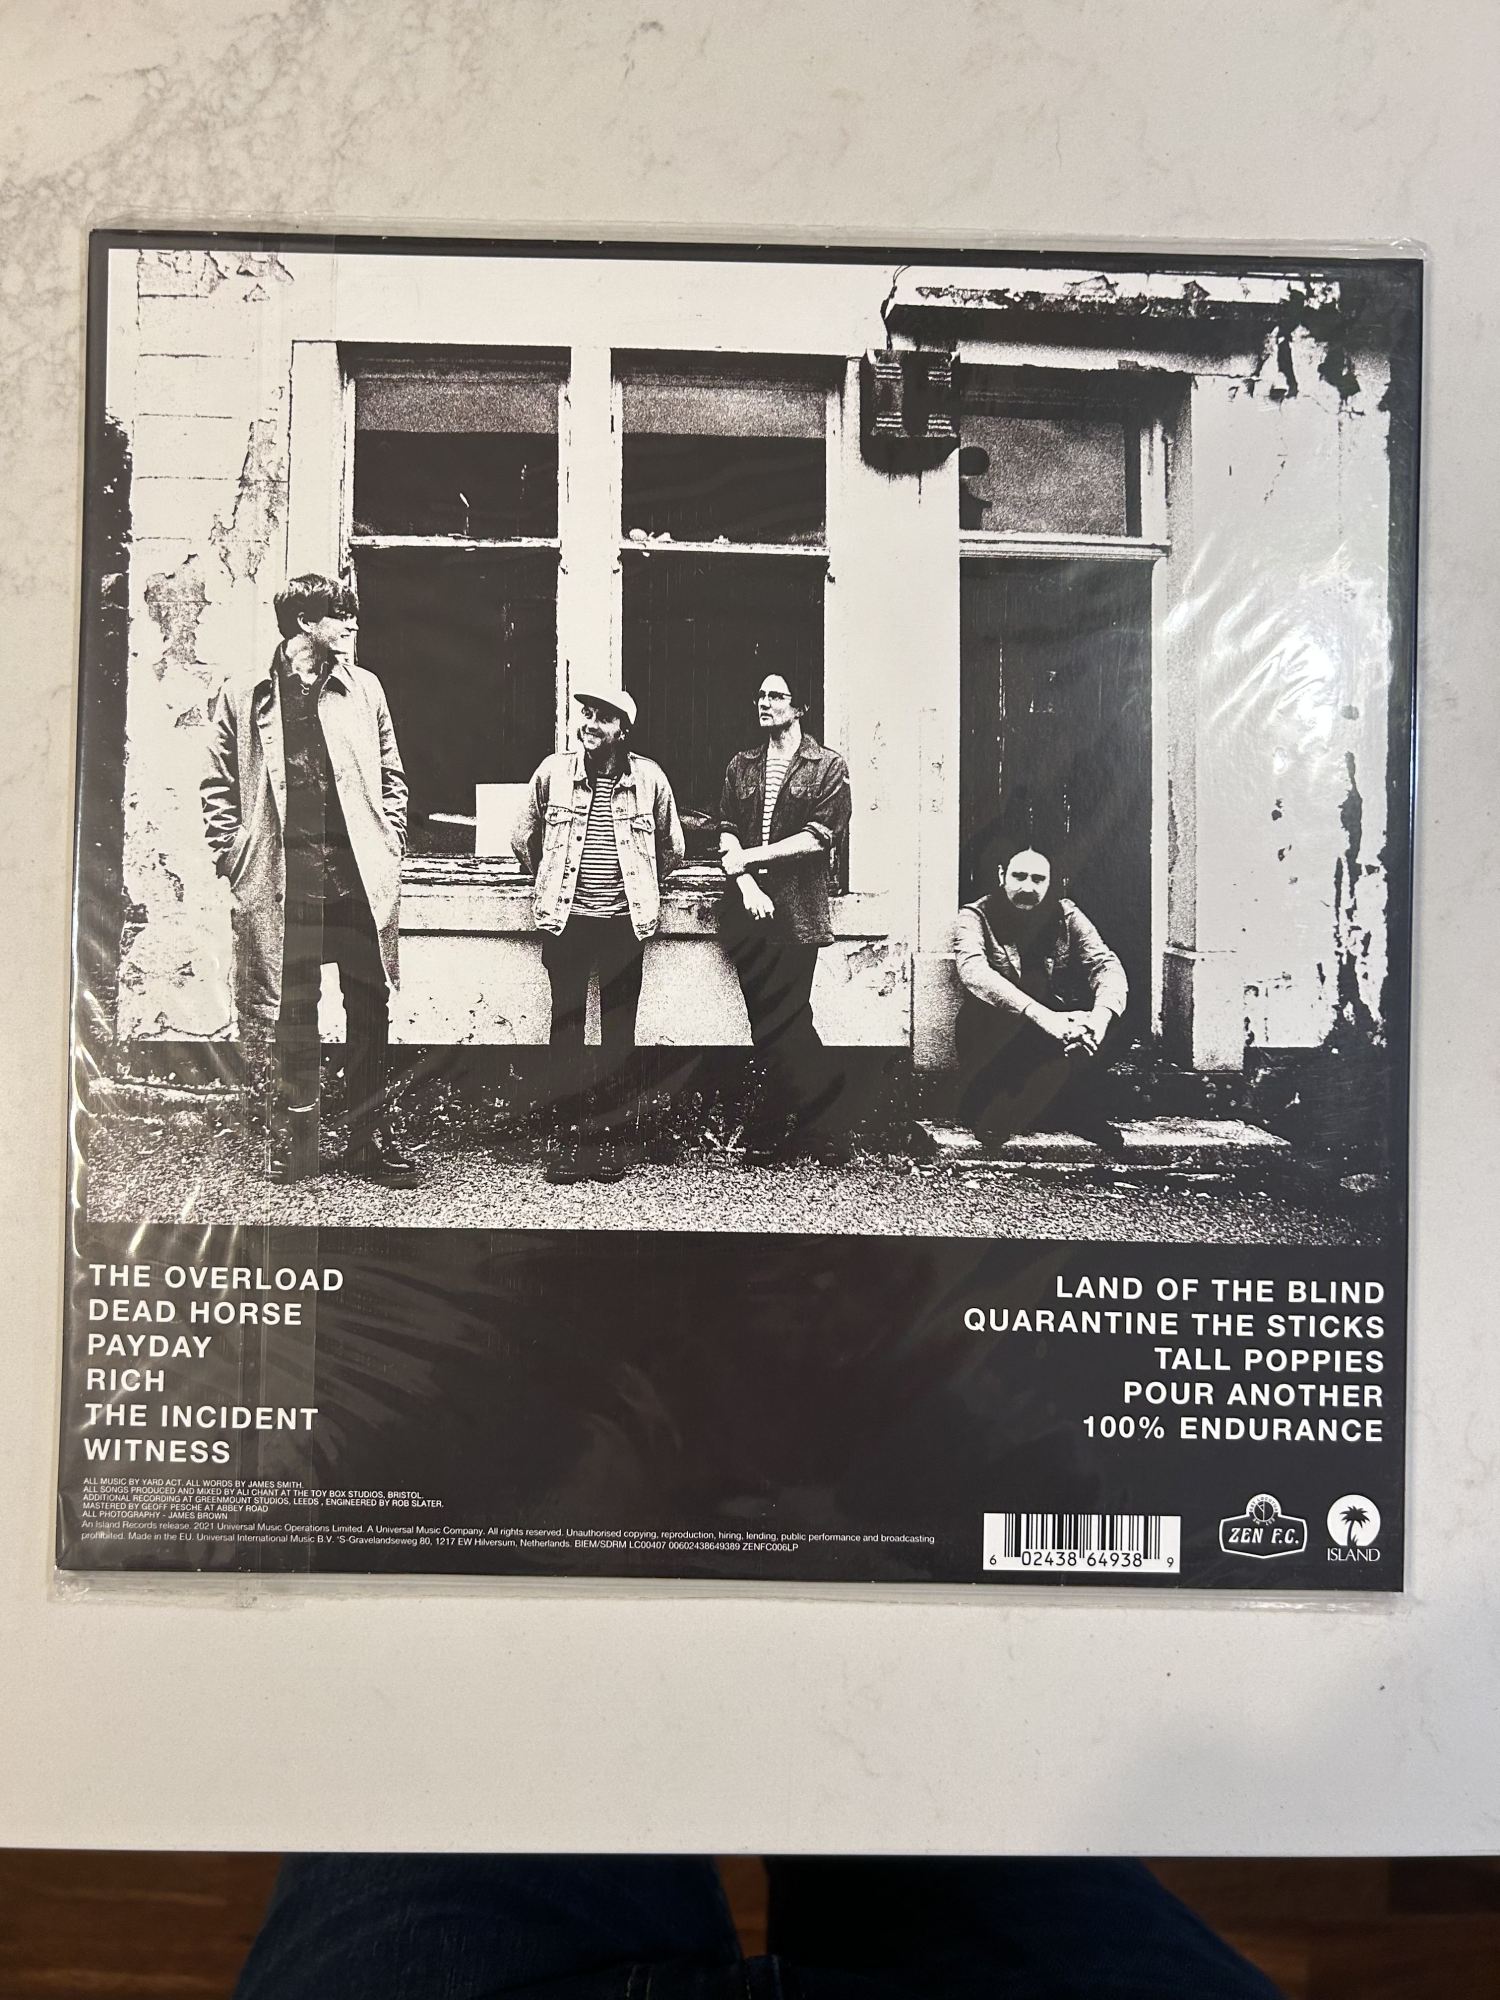 THE OVERLOAD
DEAD HORSE
PAYDAY
RICH
THE INCIDENT
WITNESS
LAND OF THE BLIND
QUARANTINE THE STICKS
TALL POPPIES
POUR ANOTHER
100% ENDURANCE
ALL MUSIC BY YARD ACT. ALL WORDS BY JAMES SMITH.
ALL SONGS PRODUCED AND MIXED BY ALI CHANT AT THE TOY BOX STUDIOS, BRISTOL.
ADDITIONAL RECORDING AT GREENMOUNT STUDIOS, LEEDS , ENGINEERED BY ROB SLATER.
MASTERED BY GEOFF PESCHE AT ABBEY ROAD
ALL PHOTOGRAPHY - JAMES BROWN
An Island Records release. 2021 Universal Music Operations Limited. A Universal Music Company. All rights reserved. Unauthorised copying, reproduction, hiring, lending, public performance and broadcasting
prohibited. Made in the EU. Universal International Music B.V. 'S-Gravelandseweg 80, 1217 EW Hilversum, Netherlands. BIEM/SDRM LC00407 00602438649389 ZENFC006LP
6 02438 64938 9
ZEN F.C.
ISLAND